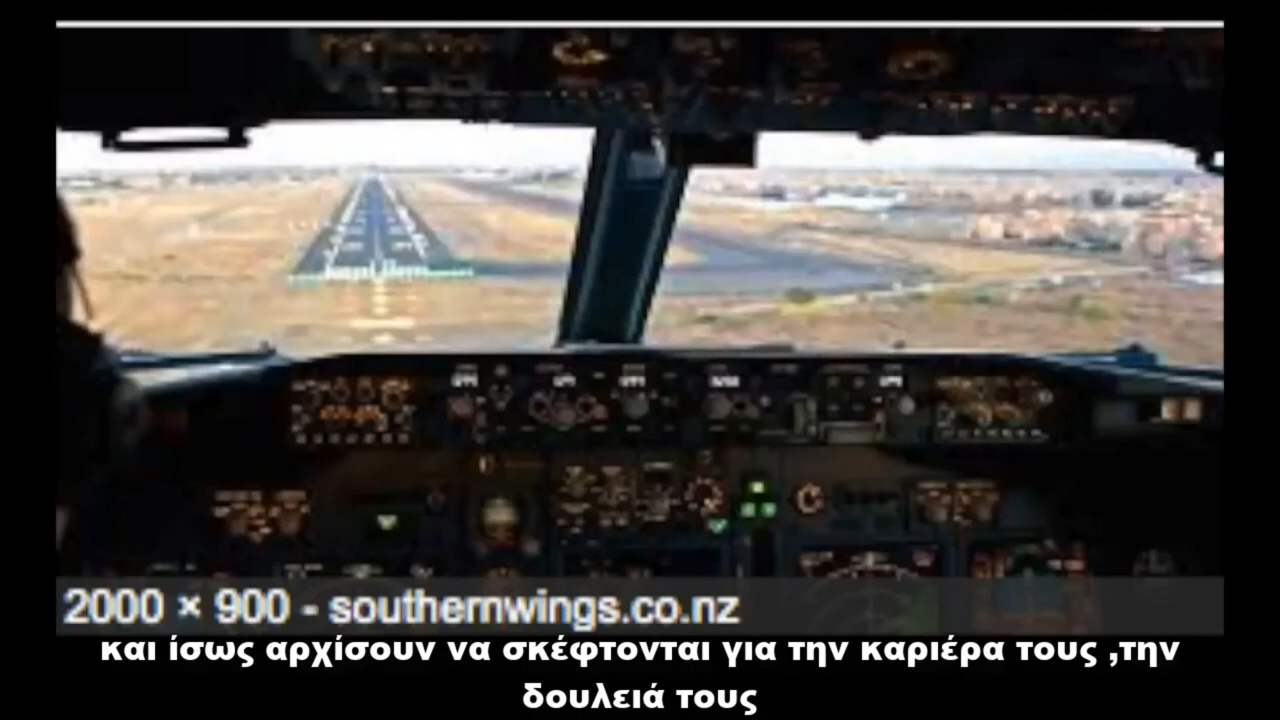 2000 × 900 - southernwings.co.nz
και ίσως αρχίσουν να σκέφτονται για την καριέρα τους ,την
δουλειά τους